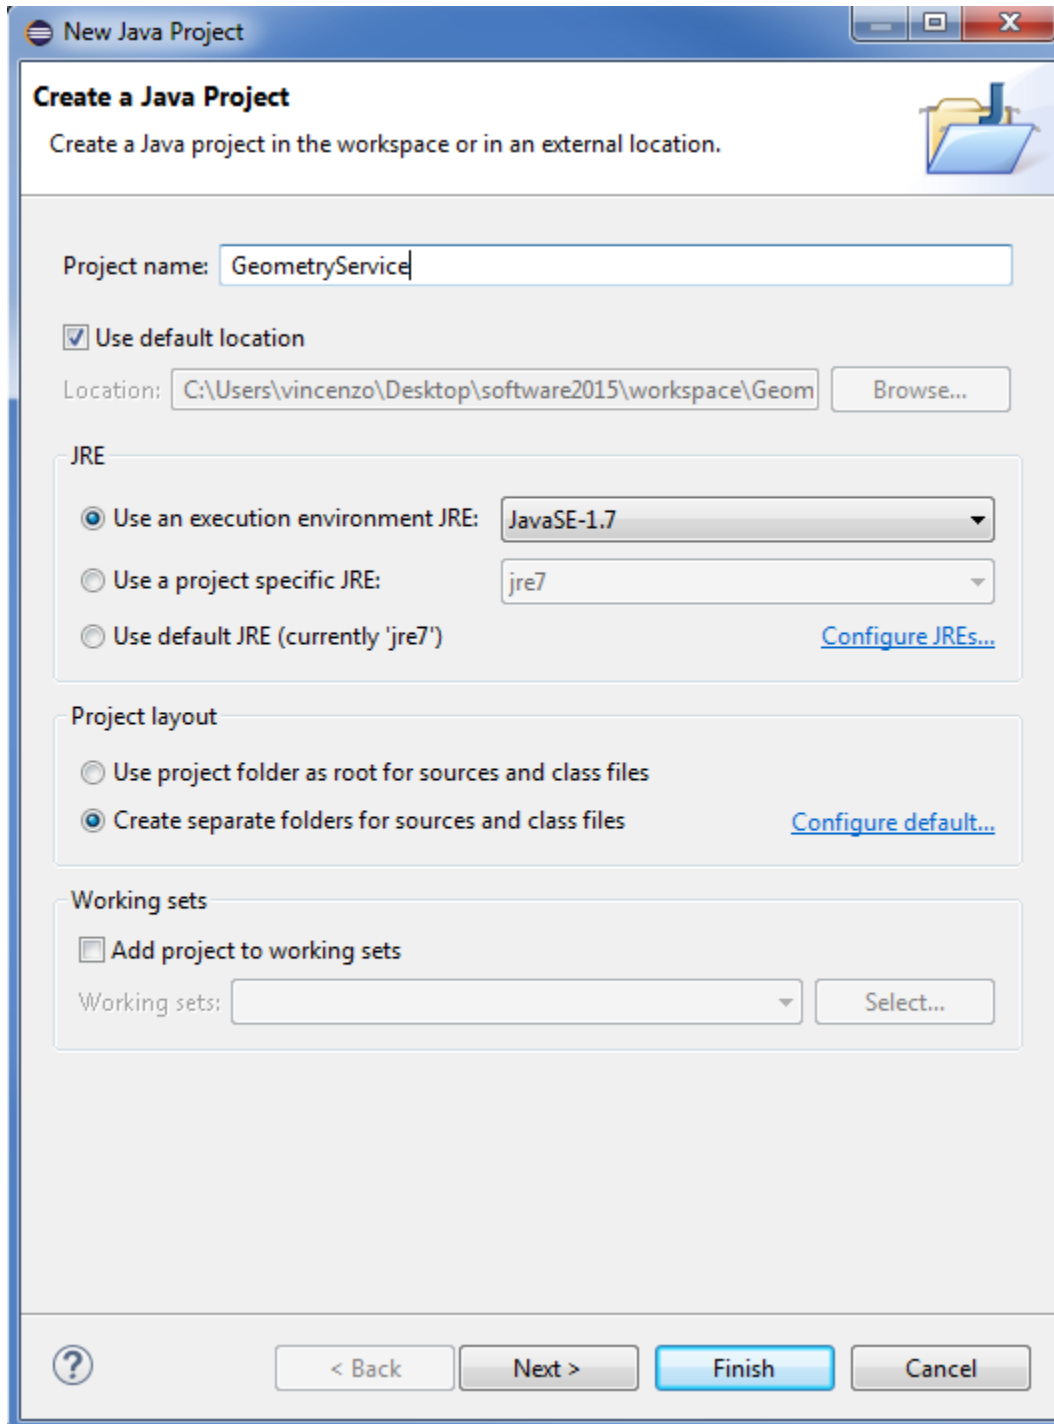 New Java Project
Create a Java Project
Create a Java project in the workspace or in an external location.
Project name: GeometryService
Use default location
Location: C:\Users\vincenzo\Desktop\software2015\workspace\Geom Browse...
JRE
Use an execution environment JRE: JavaSE-1.7
Use a project specific JRE: jre7
Use default JRE (currently 'jre7') Configure JREs...
Project layout
Use project folder as root for sources and class files
Create separate folders for sources and class files Configure default...
Working sets
Add project to working sets
Working sets: Select...
? < Back Next > Finish Cancel